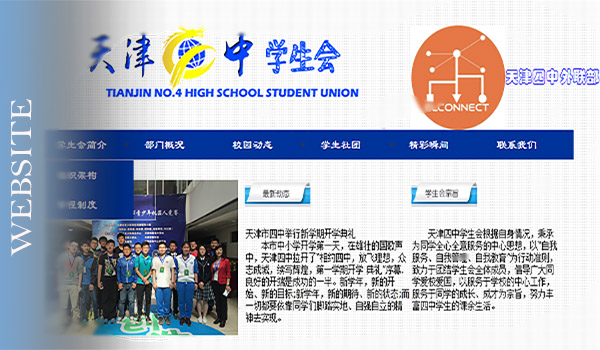 WEBSITE
天津四中学生会
TIANJIN NO.4 HIGH SCHOOL STUDENT UNION
CONNECT
天津四中外联部
学生会简介 部门概况 校园动态 学生社团 精彩瞬间 联系我们
组织架构
章程制度
青少年机器人竞赛
最新动态
天津市四中举行新学期开学典礼
本市中小学开学第一天，在雄壮的国歌声
中，天津四中拉开了"相约四中，放飞理想，众
志成城，续写辉煌，第一学期开学 典礼"序幕，
良好的开端是成功的一半。新学年，新的开
始、新的目标;新学年，新的期待、新的状态;而
一切都要依靠同学们脚踏实地、自强自立的精
神去实现。
学生会宗旨
天津四中学生会根据自身情况，秉承
为同学全心全意服务的中心思想，以"自我
服务、自我管理、自我教育"为行动准则，
致力于团结学生会全体成员，倡导广大同
学爱校爱国，以服务于学校的中心工作，
服务于同学的成长、成才为宗旨，努力丰
富四中学生的课余生活。